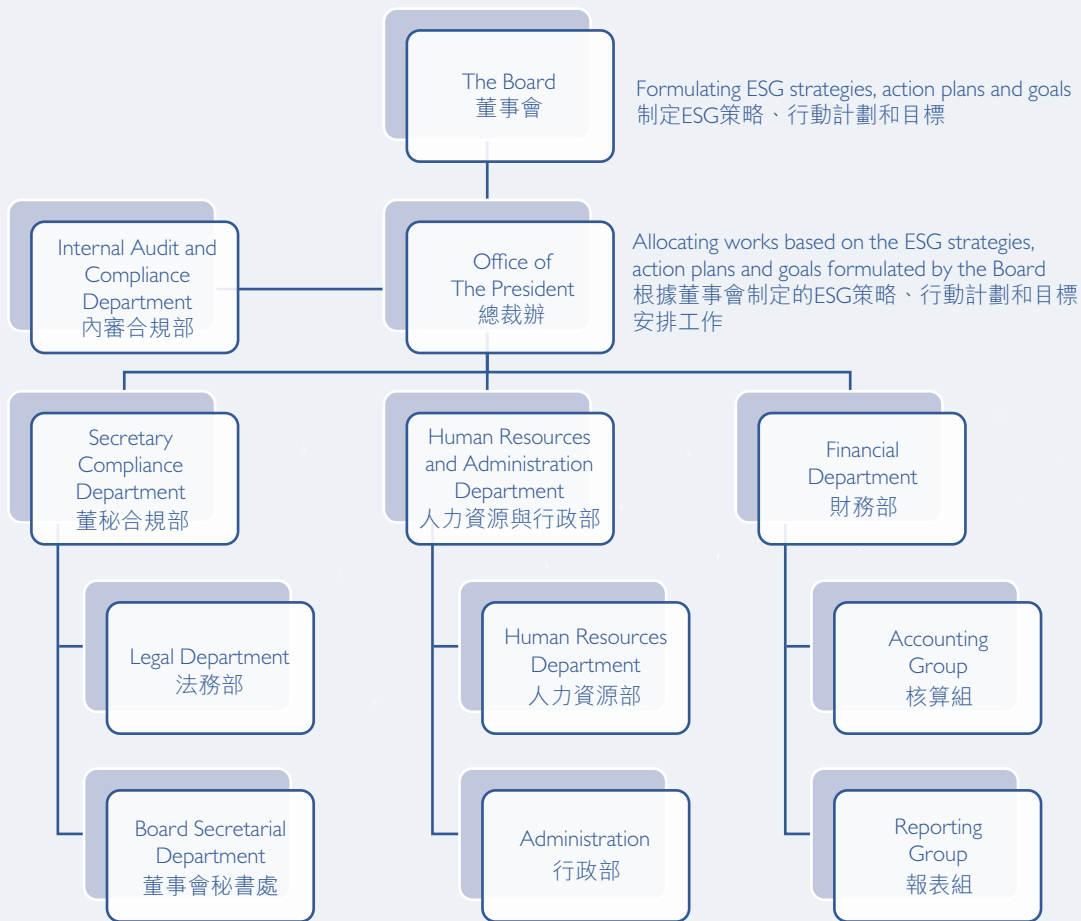 The Board
董事會
Formulating ESG strategies, action plans and goals
制定ESG策略、行動計劃和目標
Internal Audit and
Compliance
Department
內審合規部
Office of
The President
總裁辦
Allocating works based on the ESG strategies,
action plans and goals formulated by the Board
根據董事會制定的ESG策略、行動計劃和目標
安排工作
Secretary
Compliance
Department
董秘合規部
Human Resources
and Administration
Department
人力資源與行政部
Financial
Department
財務部
Legal Department
法務部
Human Resources
Department
人力資源部
Accounting
Group
核算組
Board Secretarial
Department
董事會秘書處
Administration
行政部
Reporting
Group
報表組